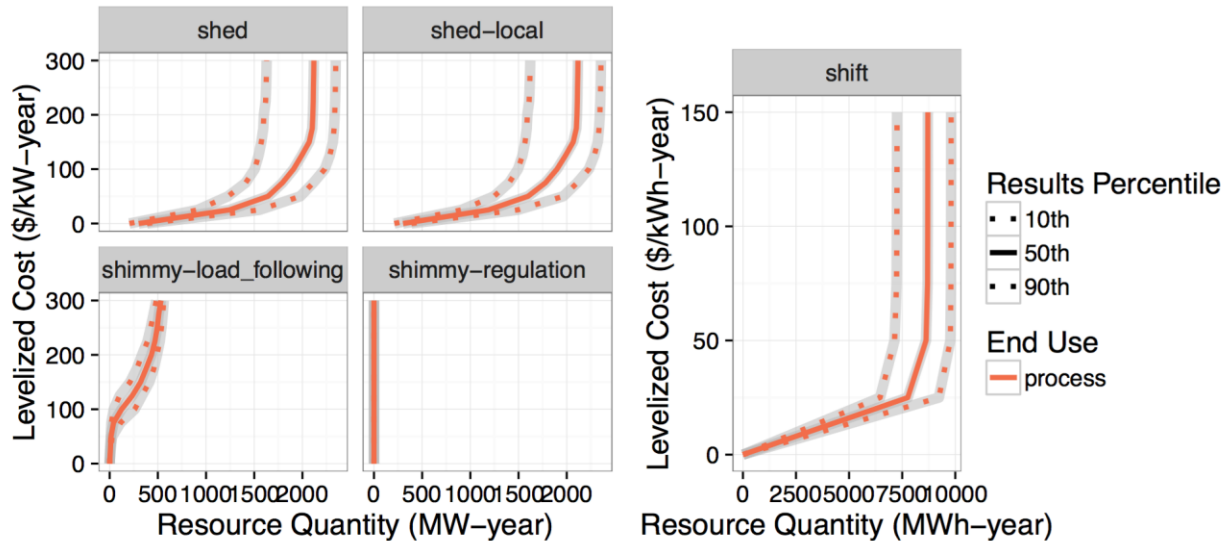 shed
shed-local
300
200
100
0
shimmy-load_following
shimmy-regulation
300
200
100
0
0 500 1000 1500 2000
0 500 1000 1500 2000
Levelized Cost ($/kW-year)
Resource Quantity (MW-year)
shift
150
100
50
0
0 2500 5000 7500 10000
Levelized Cost ($/kWh-year)
Resource Quantity (MWh-year)
Results Percentile
10th
50th
90th
End Use
process